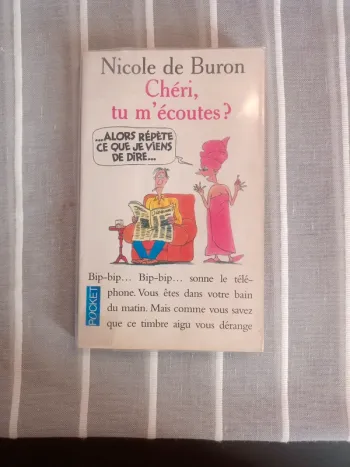 Nicole de Buron
Chéri,
tu m'écoutes ?
...ALORS RÉPÈTE
CE QUE JE VIENS
DE DIRE...
Bip-bip... Bip-bip... sonne le télé-
phone. Vous êtes dans votre bain
du matin. Mais comme vous savez
que ce timbre aigu vous dérange
POCKET